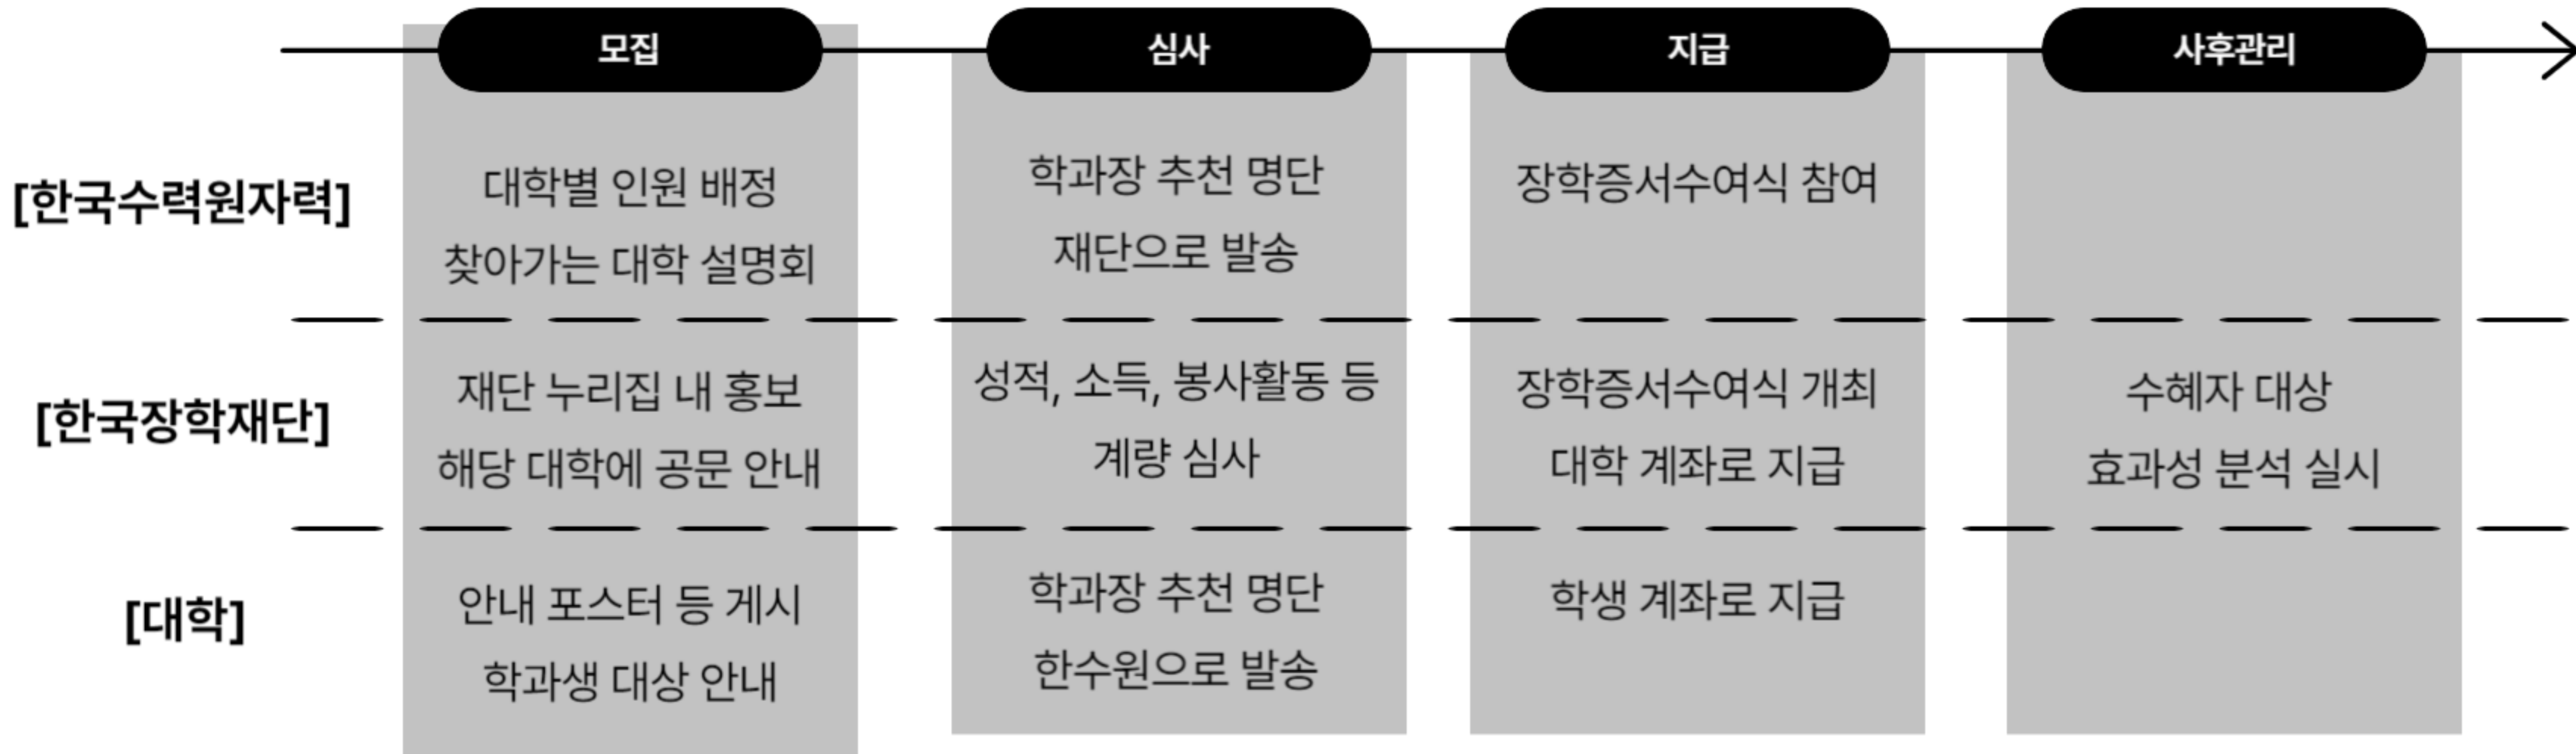 모집
심사
지급
사후관리
[한국수력원자력]
대학별 인원 배정
찾아가는 대학 설명회
학과장 추천 명단
재단으로 발송
장학증서수여식 참여
[한국장학재단]
재단 누리집 내 홍보
해당 대학에 공문 안내
성적, 소득, 봉사활동 등
계량 심사
장학증서수여식 개최
대학 계좌로 지급
수혜자 대상
효과성 분석 실시
[대학]
안내 포스터 등 게시
학과생 대상 안내
학과장 추천 명단
한수원으로 발송
학생 계좌로 지급